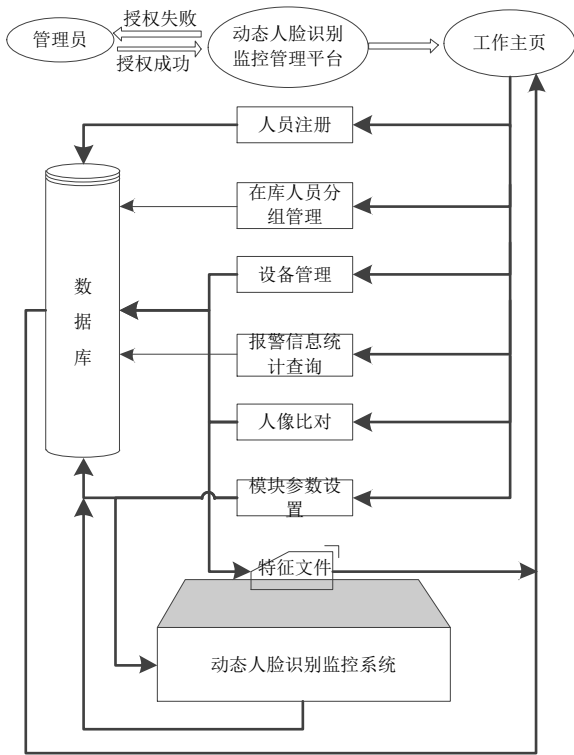 授权失败
管理员
授权成功
动态人脸识别
监控管理平台
工作主页
人员注册
在库人员分
组管理
设备管理
报警信息统
计查询
人像比对
模块参数设
置
数
据
库
特征文件
动态人脸识别监控系统